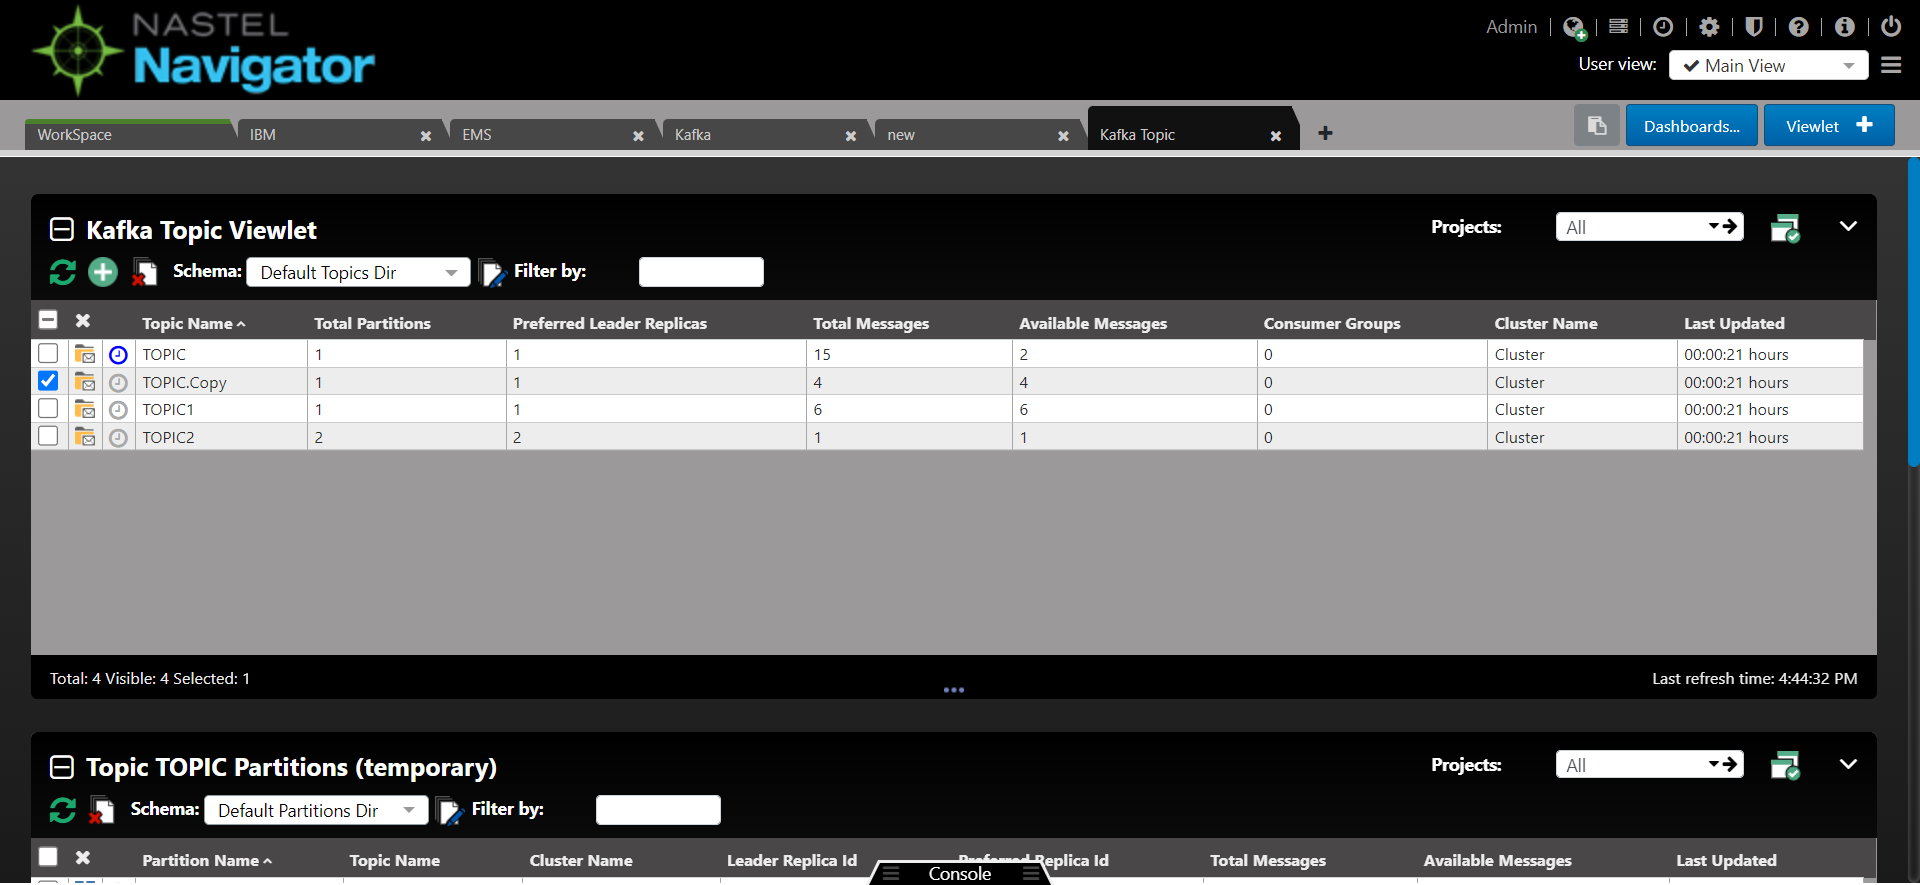 NASTEL
Navigator
Admin
User view: Main View
WorkSpace IBM EMS Kafka new Kafka Topic
Dashboards... Viewlet
Kafka Topic Viewlet
Projects: All
Schema: Default Topics Dir Filter by:
Topic Name Total Partitions Preferred Leader Replicas Total Messages Available Messages Consumer Groups Cluster Name Last Updated
TOPIC 1 1 15 2 0 Cluster 00:00:21 hours
TOPIC.Copy 1 1 4 4 0 Cluster 00:00:21 hours
TOPIC1 1 1 6 6 0 Cluster 00:00:21 hours
TOPIC2 2 2 1 1 0 Cluster 00:00:21 hours
Total: 4 Visible: 4 Selected: 1
Last refresh time: 4:44:32 PM
Topic TOPIC Partitions (temporary)
Projects: All
Schema: Default Partitions Dir Filter by:
Partition Name Topic Name Cluster Name Leader Replica Id Preferred Replica Id Total Messages Available Messages Last Updated
Console